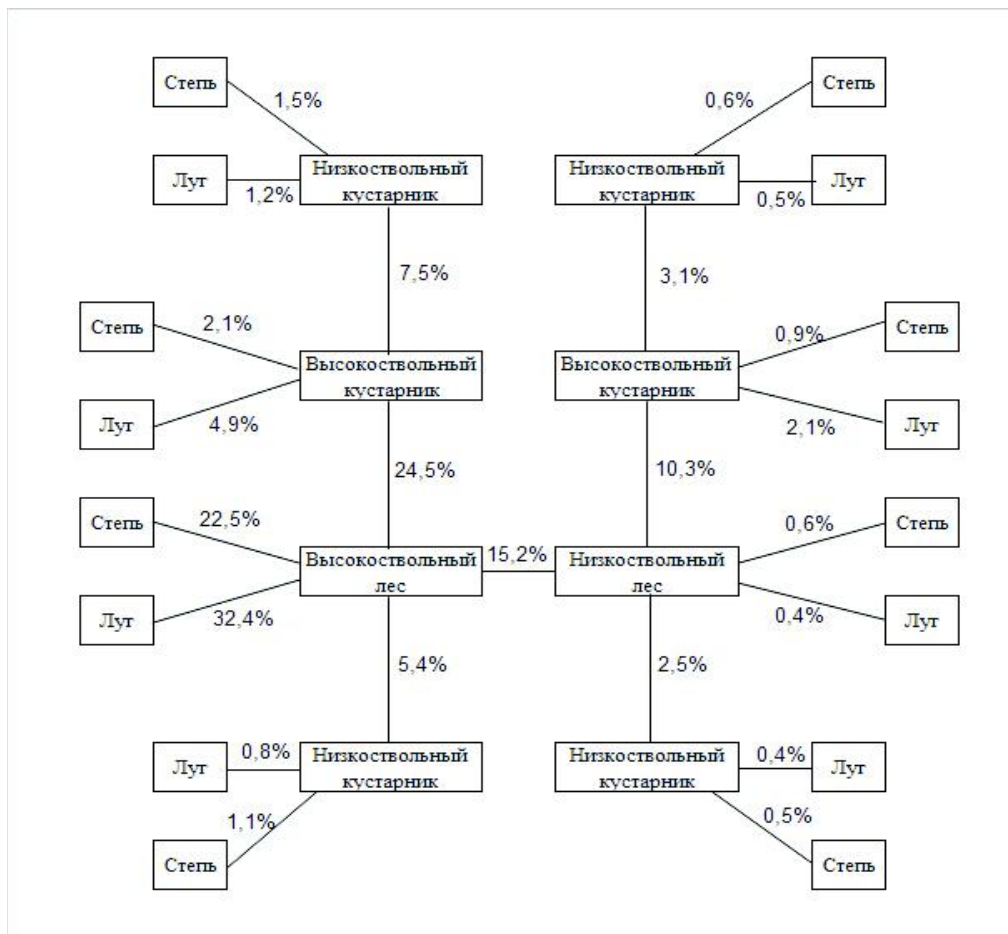 Степь
Степь
1,5%
0,6%
Низкоствольный
кустарник
Низкоствольный
кустарник
Луг
Луг
1,2%
0,5%
7,5%
3,1%
Степь
2,1%
0,9%
Степь
Высокоствольный
кустарник
Высокоствольный
кустарник
Луг
4,9%
2,1%
Луг
24,5%
10,3%
Степь
22,5%
0,6%
Степь
Высокоствольный
лес
15,2%
Низкоствольный
лес
Луг
32,4%
0,4%
Луг
5,4%
2,5%
Луг
0,8%
Низкоствольный
кустарник
Низкоствольный
кустарник
0,4%
Луг
1,1%
0,5%
Степь
Степь